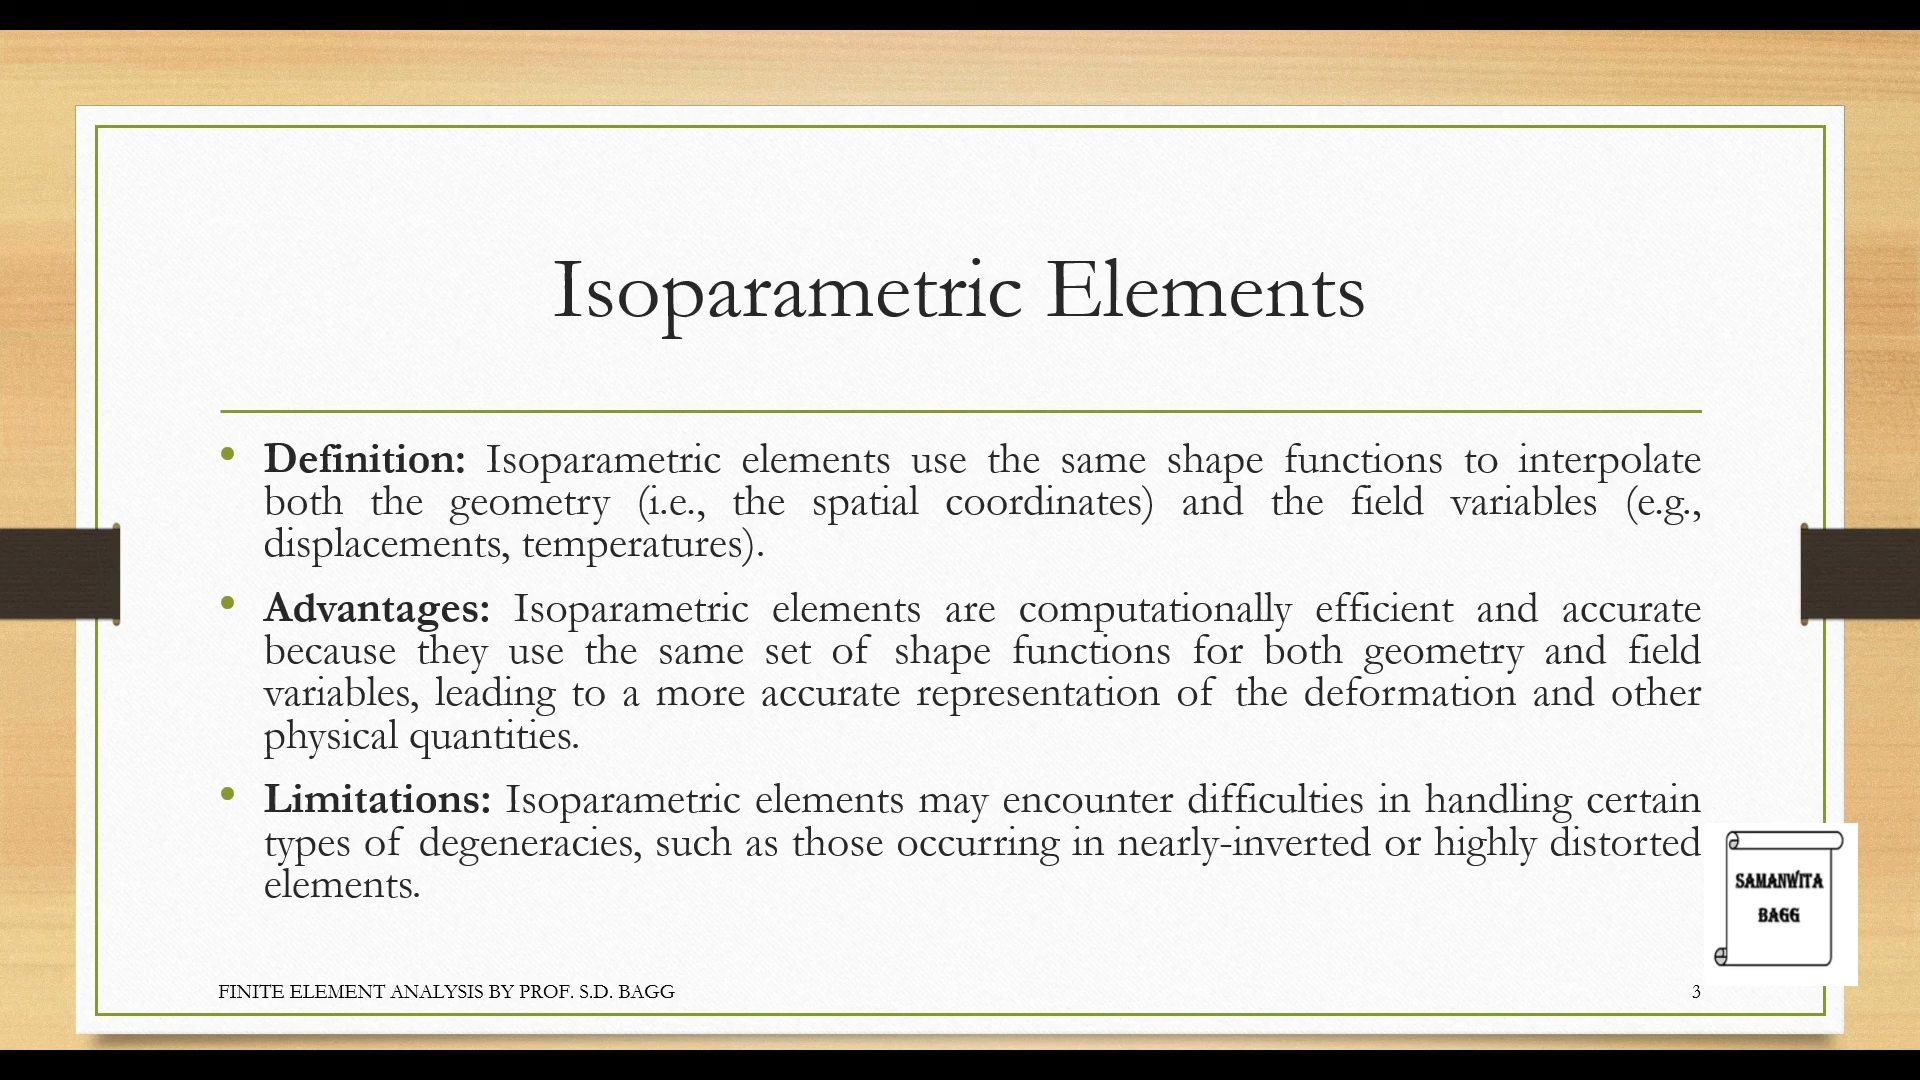 Isoparametric Elements
• Definition: Isoparametric elements use the same shape functions to interpolate
both the geometry (i.e., the spatial coordinates) and the field variables (e.g.,
displacements, temperatures).
• Advantages: Isoparametric elements are computationally efficient and accurate
because they use the same set of shape functions for both geometry and field
variables, leading to a more accurate representation of the deformation and other
physical quantities.
• Limitations: Isoparametric elements may encounter difficulties in handling certain
types of degeneracies, such as those occurring in nearly-inverted or highly distorted
elements.
SAMANWITA
BAGG
FINITE ELEMENT ANALYSIS BY PROF. S.D. BAGG
3